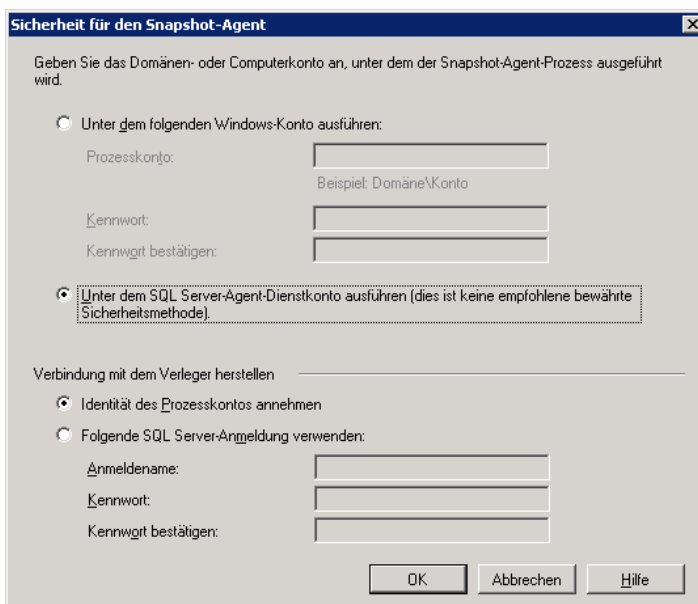 Sicherheit für den Snapshot-Agent
Geben Sie das Domänen- oder Computerkonto an, unter dem der Snapshot-Agent-Prozess ausgeführt
wird.
Unter dem folgenden Windows-Konto ausführen:
Prozesskonto:
Beispiel: Domäne\Konto
Kennwort:
Kennwort bestätigen:
Unter dem SQL Server-Agent-Dienstkonto ausführen (dies ist keine empfohlene bewährte
Sicherheitsmethode).
Verbindung mit dem Verleger herstellen
Identität des Prozesskontos annehmen
Folgende SQL Server-Anmeldung verwenden:
Anmeldename:
Kennwort:
Kennwort bestätigen:
OK Abbrechen Hilfe